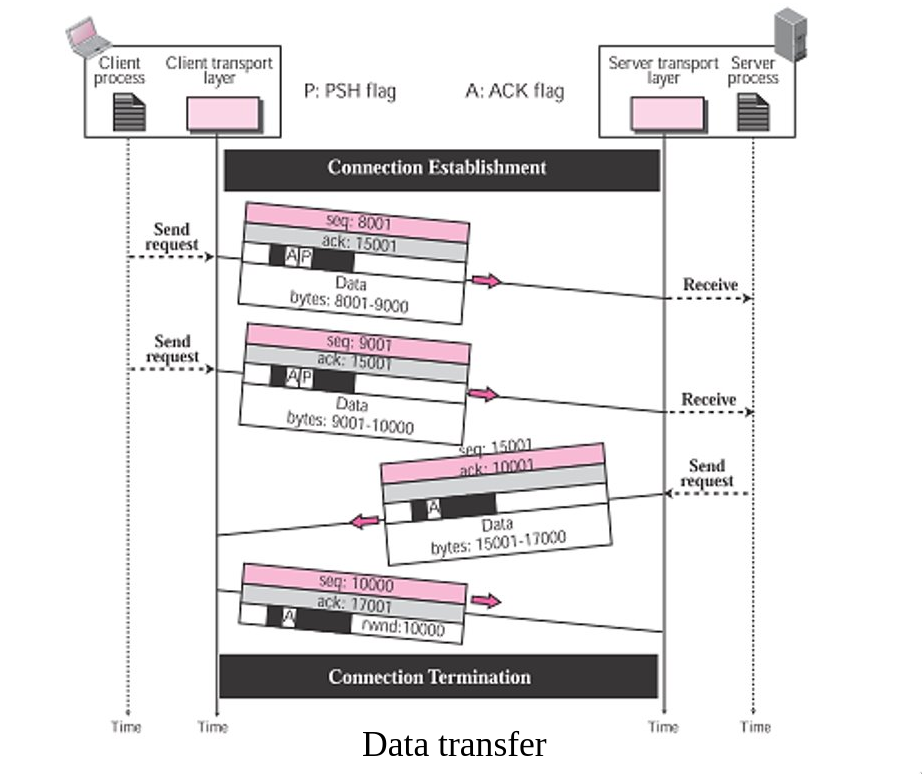 Client process
Client transport layer
P: PSH flag
A: ACK flag
Server transport layer
Server process
Connection Establishment
Send request
seq: 8001
ack: 15001
A P
Data
bytes: 8001-9000
Receive
Send request
seq: 9001
ack: 15001
A P
Data
bytes: 9001-10000
Receive
seq: 15001
ack: 10001
A
Data
bytes: 15001-17000
Send request
seq: 10000
ack: 17001
A
rwnd:10000
Connection Termination
Time
Time
Time
Time
Data transfer